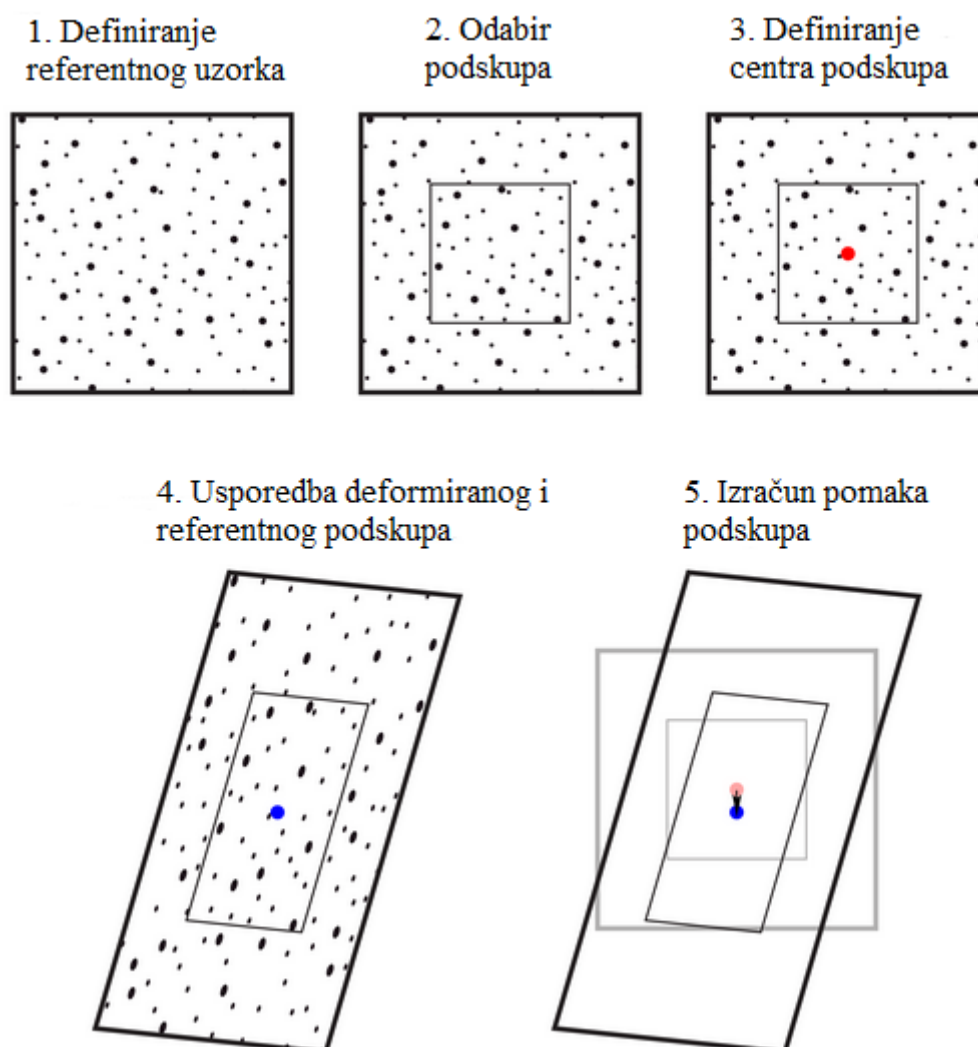 1. Definiranje
referentnog uzorka
2. Odabir
podskupa
3. Definiranje
centra podskupa
4. Usporedba deformiranog i
referentnog podskupa
5. Izračun pomaka
podskupa